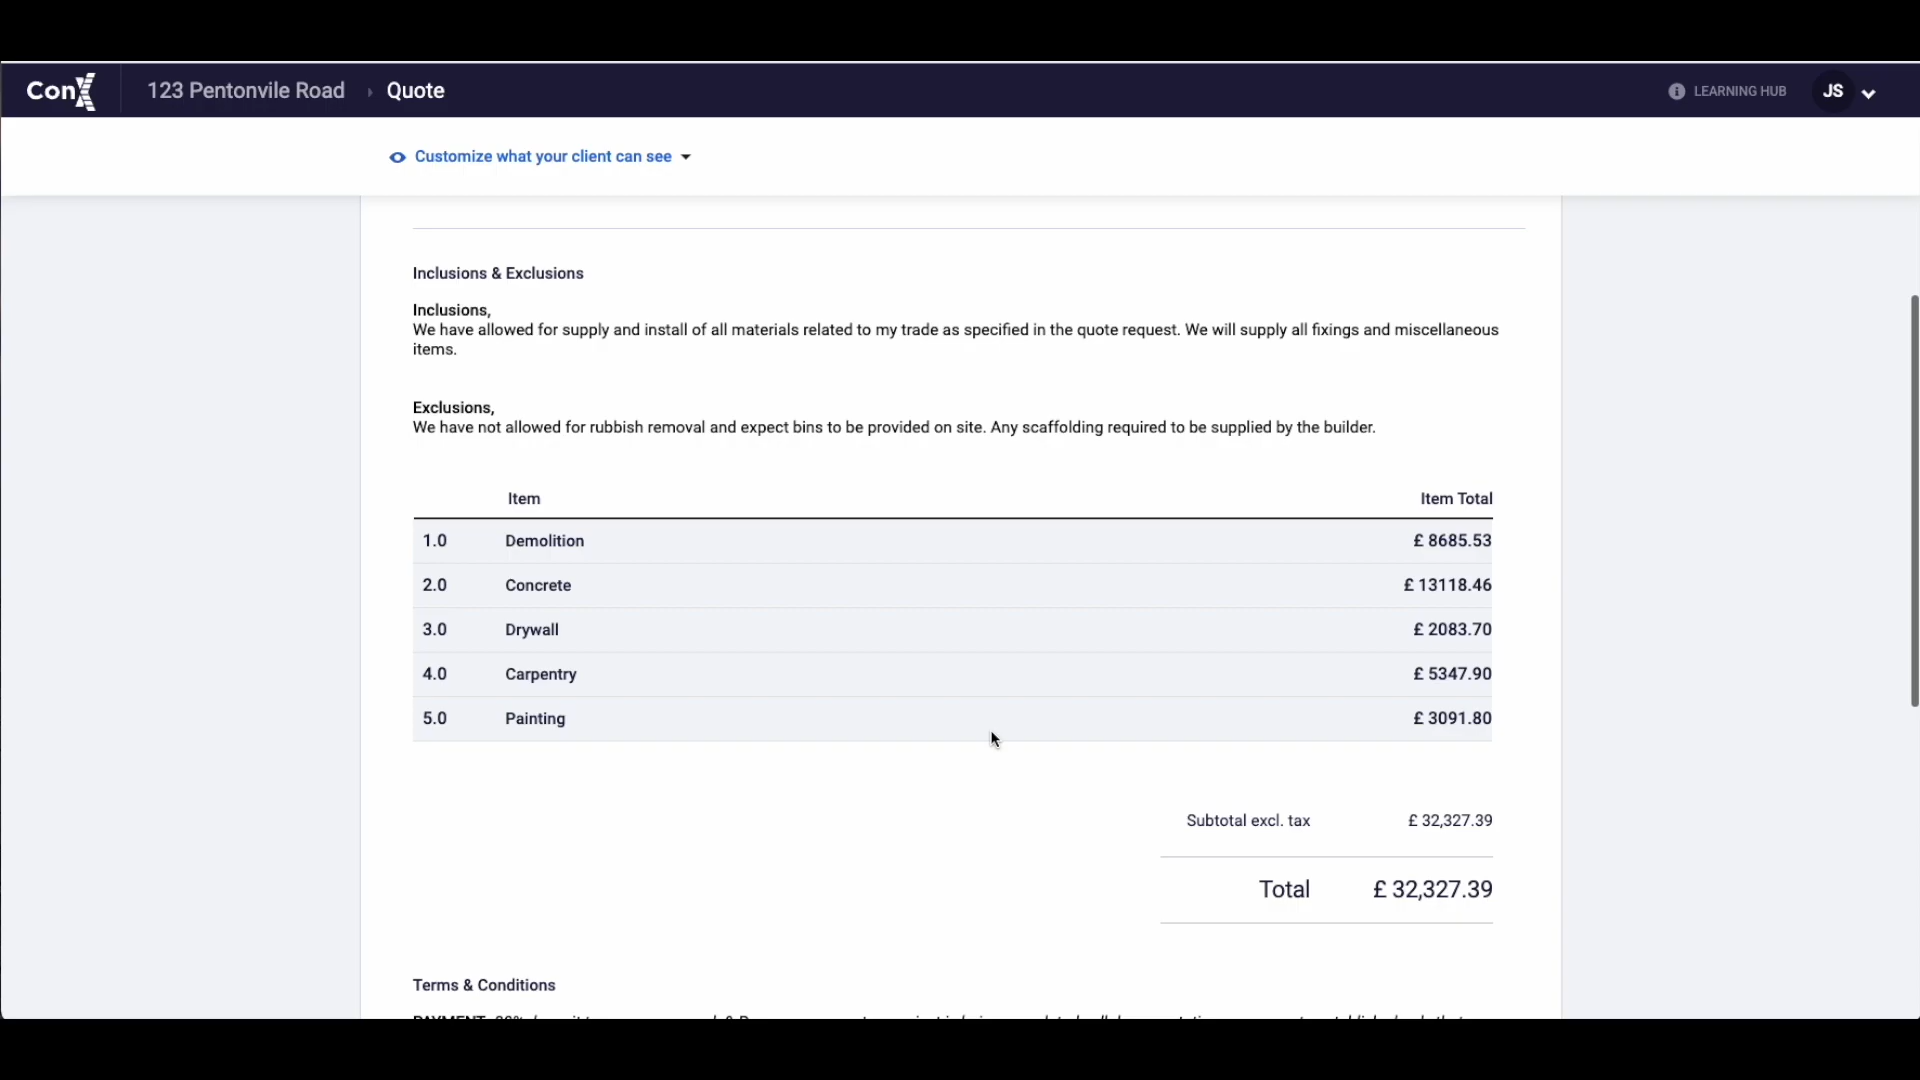 ConX 123 Pentonvile Road › Quote LEARNING HUB JS
Customize what your client can see
Inclusions & Exclusions
Inclusions,
We have allowed for supply and install of all materials related to my trade as specified in the quote request. We will supply all fixings and miscellaneous
items.
Exclusions,
We have not allowed for rubbish removal and expect bins to be provided on site. Any scaffolding required to be supplied by the builder.
Item Item Total
1.0 Demolition £ 8685.53
2.0 Concrete £ 13118.46
3.0 Drywall £ 2083.70
4.0 Carpentry £ 5347.90
5.0 Painting £ 3091.80
Subtotal excl. tax £ 32,327.39
Total £ 32,327.39
Terms & Conditions